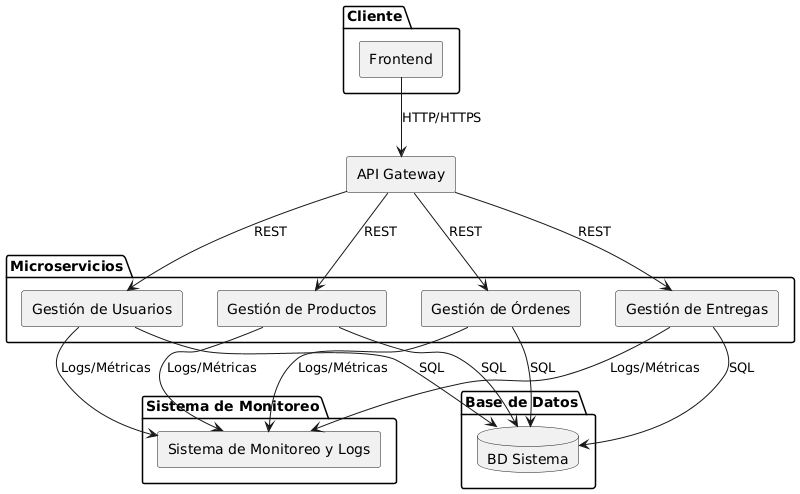 Cliente
Frontend
HTTP/HTTPS
API Gateway
REST REST REST REST
Microservicios
Gestión de Usuarios Gestión de Productos Gestión de Órdenes Gestión de Entregas
Logs/Métricas Logs/Métricas Logs/Métricas SQL SQL SQL Logs/Métricas SQL
Sistema de Monitoreo Base de Datos
Sistema de Monitoreo y Logs BD Sistema